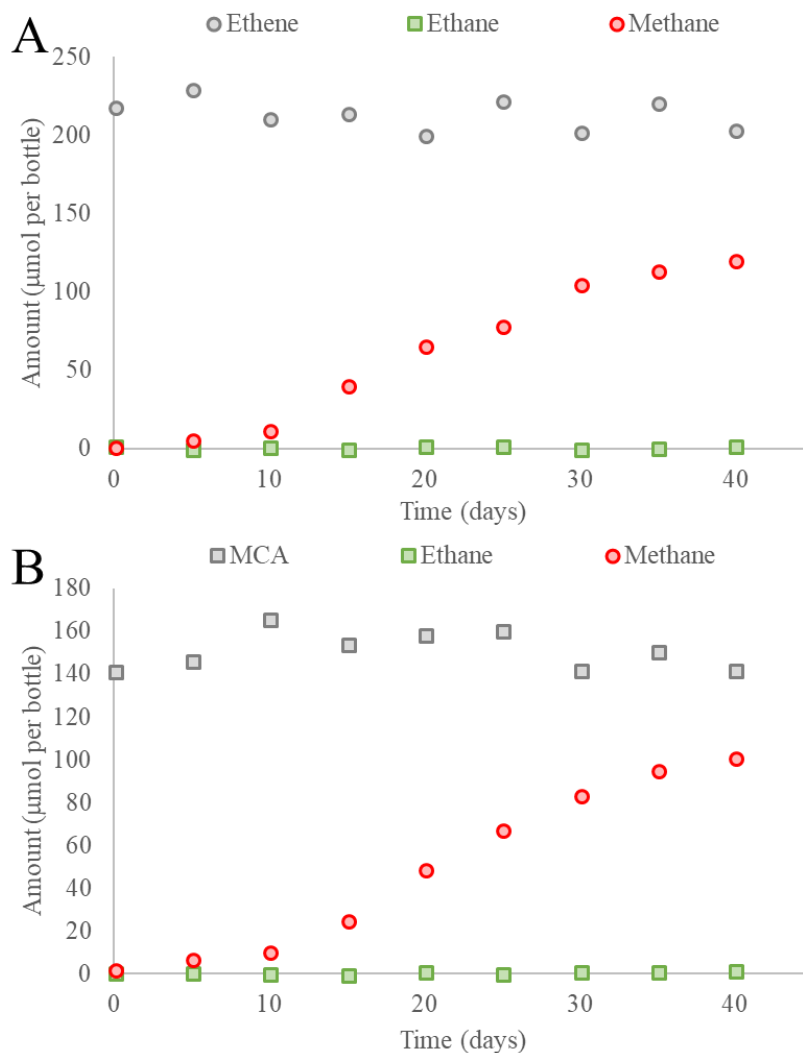 A
Ethene Ethane Methane
250
200
150
100
50
0
Amount (µmol per bottle)
0 10 20 30 40
Time (days)
B
MCA Ethane Methane
180
160
140
120
100
80
60
40
20
0
Amount (µmol per bottle)
0 10 20 30 40
Time (days)